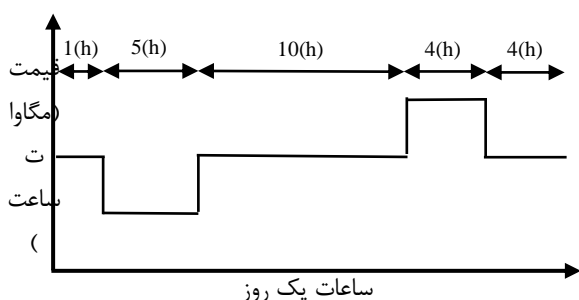 1(h) 5(h) 10(h) 4(h) 4(h)
قیمت
(مگاوا
ت
ساعت
)
ساعات یک روز